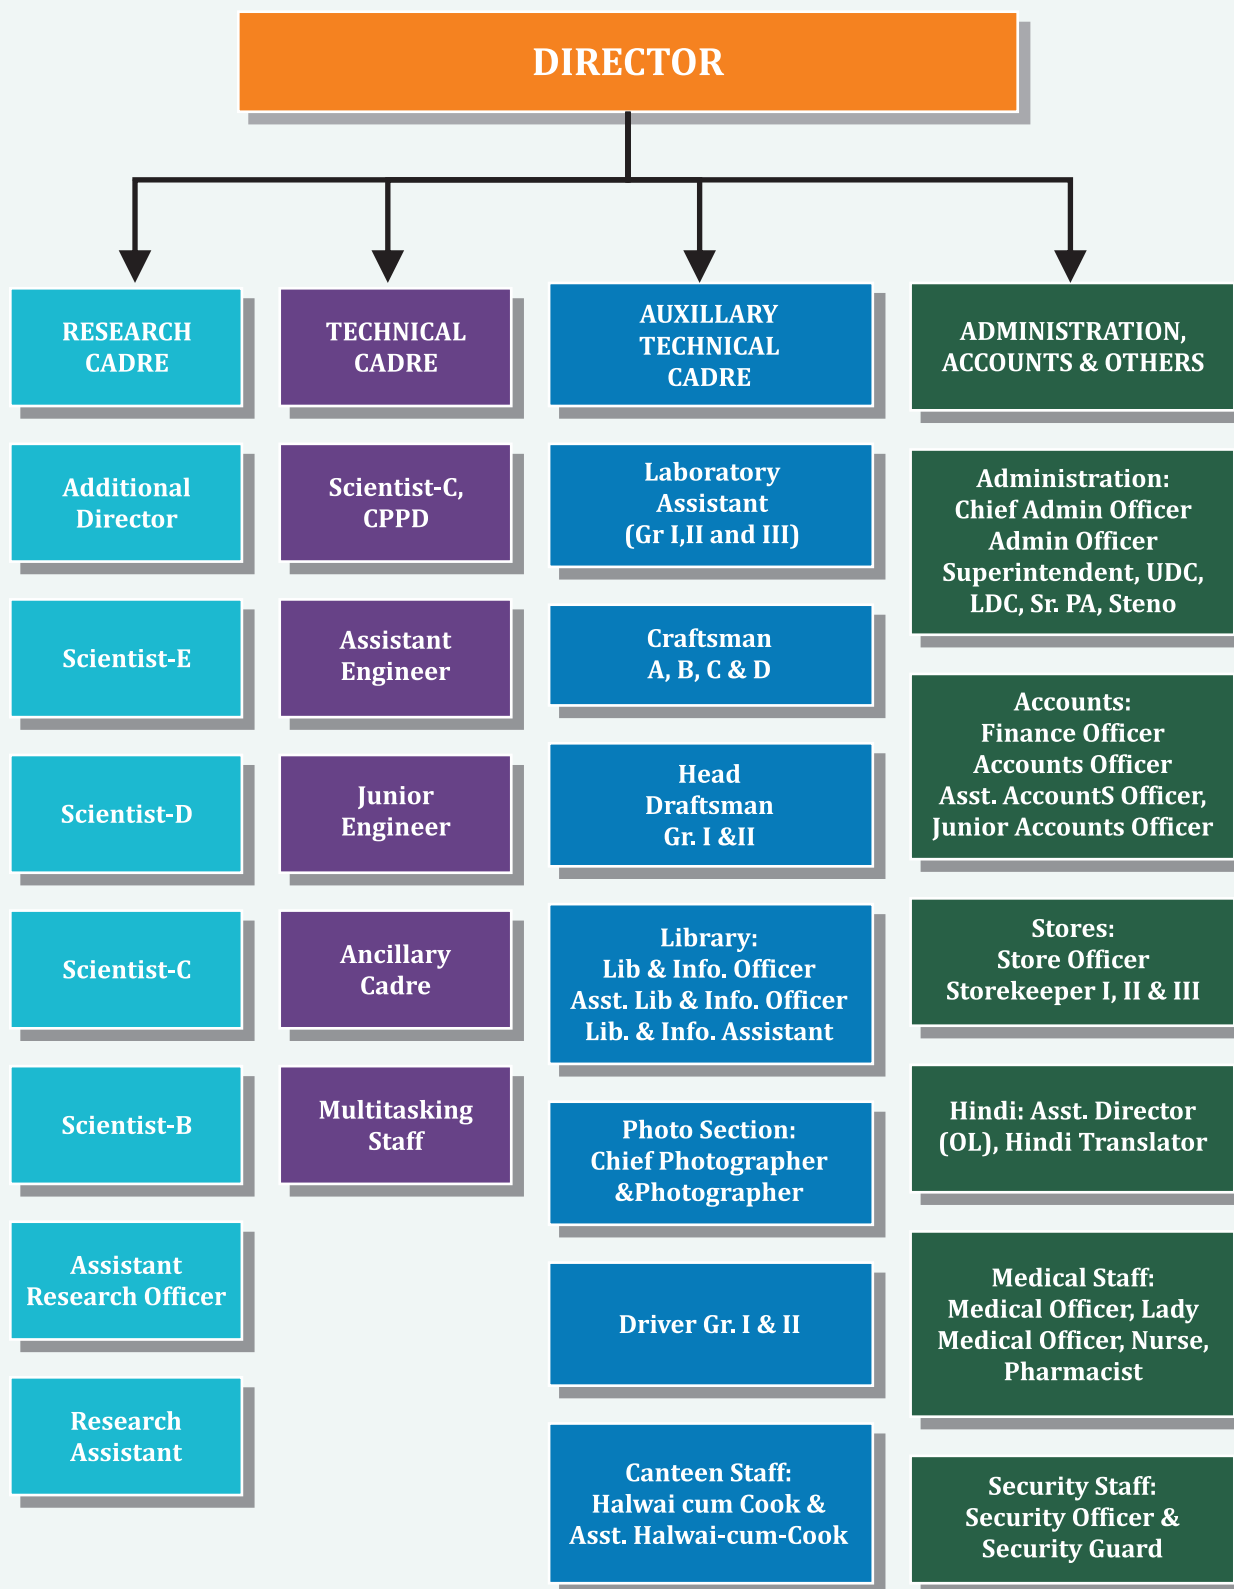 DIRECTOR
RESEARCH
CADRE
Additional
Director
Scientist-E
Scientist-D
Scientist-C
Scientist-B
Assistant
Research Officer
Research
Assistant
TECHNICAL
CADRE
Scientist-C,
CPPD
Assistant
Engineer
Junior
Engineer
Ancillary
Cadre
Multitasking
Staff
AUXILLARY
TECHNICAL
CADRE
Laboratory
Assistant
(Gr I,II and III)
Craftsman
A, B, C & D
Head
Draftsman
Gr. I &II
Library:
Lib & Info. Officer
Asst. Lib & Info. Officer
Lib. & Info. Assistant
Photo Section:
Chief Photographer
&Photographer
Driver Gr. I & II
Canteen Staff:
Halwai cum Cook &
Asst. Halwai-cum-Cook
ADMINISTRATION,
ACCOUNTS & OTHERS
Administration:
Chief Admin Officer
Admin Officer
Superintendent, UDC,
LDC, Sr. PA, Steno
Accounts:
Finance Officer
Accounts Officer
Asst. AccountS Officer,
Junior Accounts Officer
Stores:
Store Officer
Storekeeper I, II & III
Hindi: Asst. Director
(OL), Hindi Translator
Medical Staff:
Medical Officer, Lady
Medical Officer, Nurse,
Pharmacist
Security Staff:
Security Officer &
Security Guard